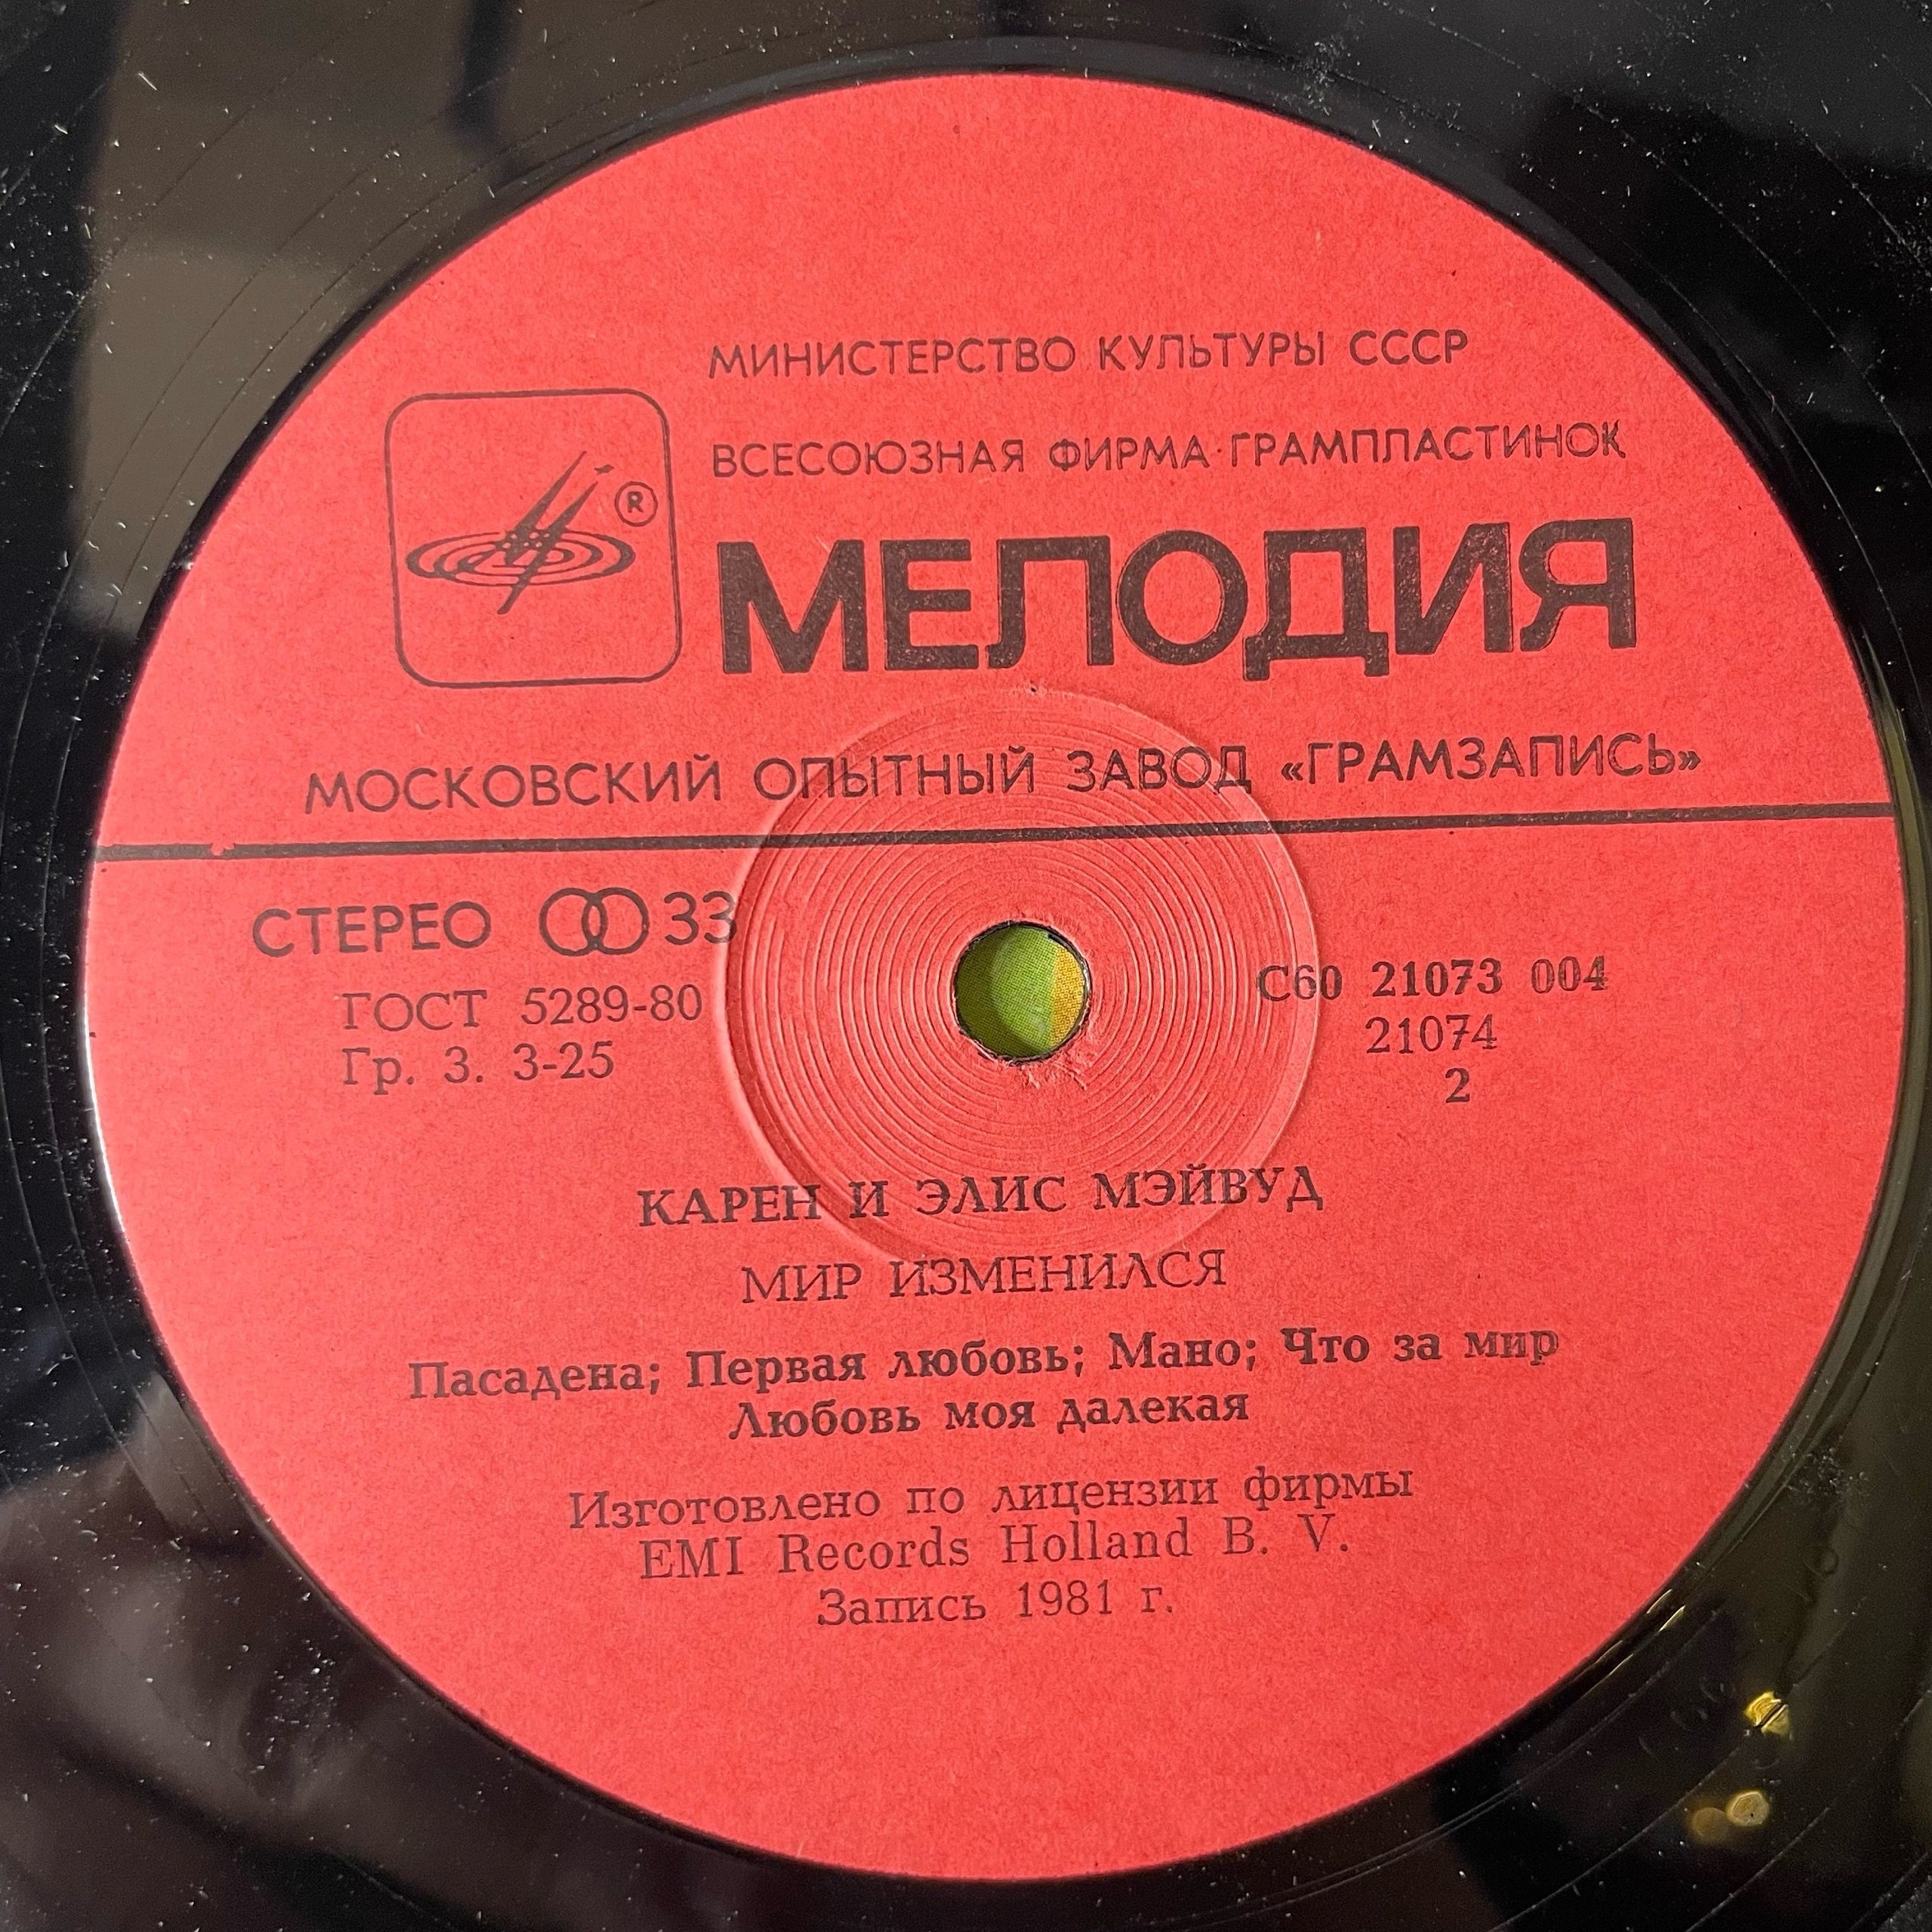 МИНИСТЕРСТВО КУЛЬТУРЫ СССР
ВСЕСОЮЗНАЯ ФИРМА ГРАМПЛАСТИНОК
®
МЕЛОДИЯ
МОСКОВСКИЙ ОПЫТНЫЙ ЗАВОД «ГРАМЗАПИСЬ»
СТЕРЕО 33
ГОСТ 5289-80
Гр. 3. 3-25
С60 21073 004
21074
2
КАРЕН И ЭЛИС МЭЙВУД
МИР ИЗМЕНИЛСЯ
Пасадена; Первая любовь; Мано; Что за мир
Любовь моя далекая
Изготовлено по лицензии фирмы
EMI Records Holland B. V.
Запись 1981 г.